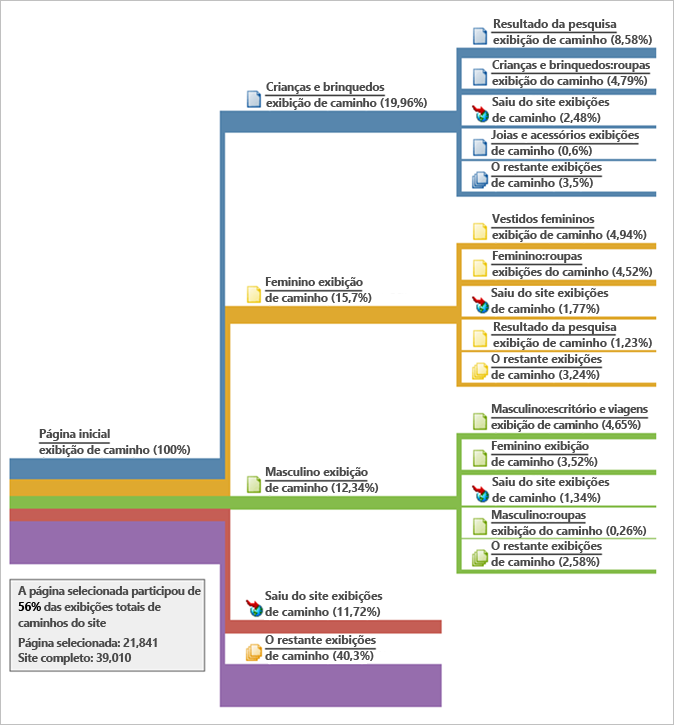 Resultado da pesquisa
exibição de caminho (8,58%)
Crianças e brinquedos:roupas
exibição do caminho (4,79%)
Crianças e brinquedos
exibição de caminho (19,96%)
Saiu do site exibições
de caminho (2,48%)
Joias e acessórios exibições
de caminho (0,6%)
O restante exibições
de caminho (3,5%)
Vestidos femininos
exibição de caminho (4,94%)
Feminino:roupas
exibições do caminho (4,52%)
Feminino exibição
de caminho (15,7%)
Saiu do site exibições
de caminho (1,77%)
Resultado da pesquisa
exibição de caminho (1,23%)
O restante exibições
de caminho (3,24%)
Masculino:escritório e viagens
exibição de caminho (4,65%)
Página inicial
exibição de caminho (100%)
Feminino exibição
de caminho (3,52%)
Masculino exibição
de caminho (12,34%)
Saiu do site exibições
de caminho (1,34%)
Masculino:roupas
exibição do caminho (0,26%)
O restante exibições
de caminho (2,58%)
Saiu do site exibições
de caminho (11,72%)
O restante exibições
de caminho (40,3%)
A página selecionada participou de
56% das exibições totais de
caminhos do site
Página selecionada: 21,841
Site completo: 39,010